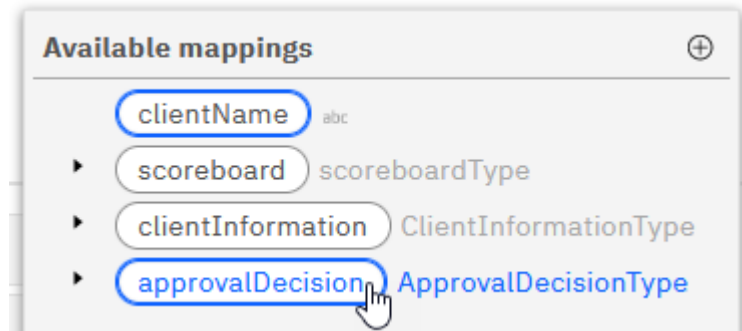 Available mappings
clientName abc
scoreboard scoreboardType
clientInformation ClientInformationType
approvalDecision ApprovalDecisionType